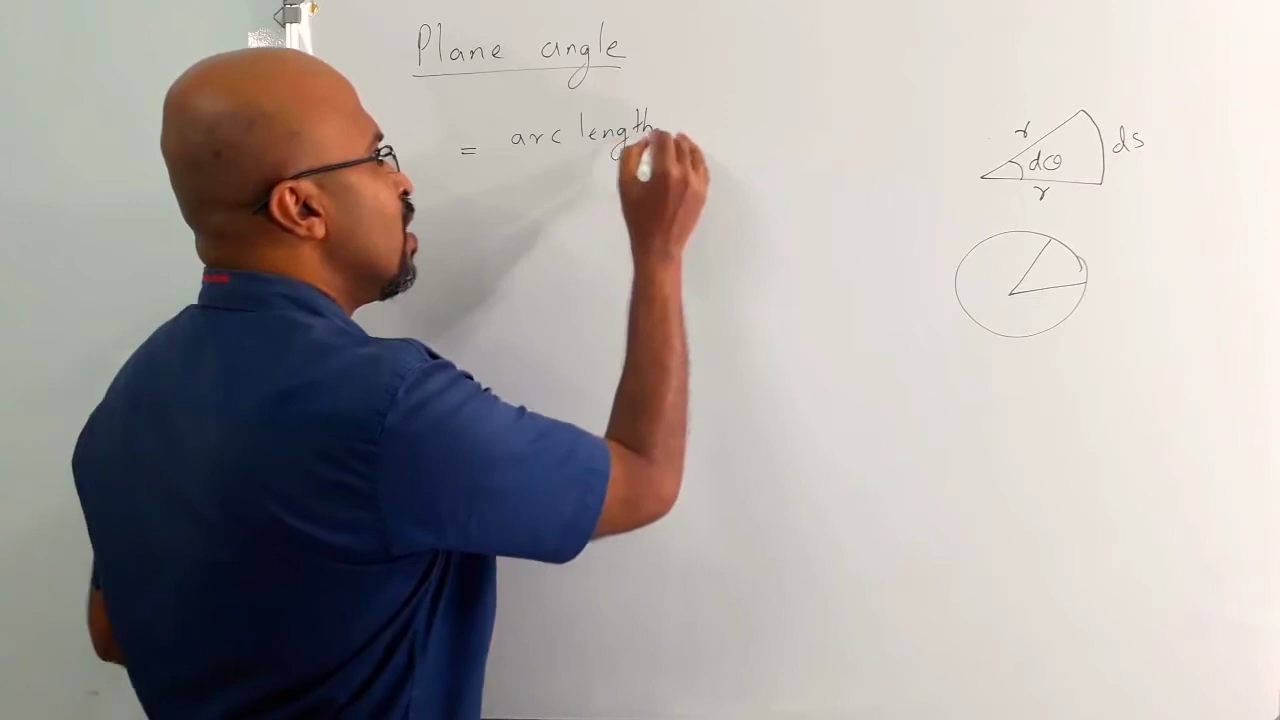 Plane angle
= arc length
r
dθ
ds
r